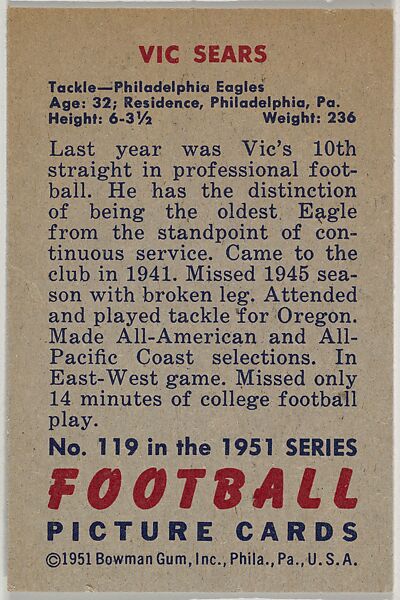 VIC SEARS
Tackle—Philadelphia Eagles
Age: 32; Residence, Philadelphia, Pa.
Height: 6-3½ Weight: 236
Last year was Vic's 10th
straight in professional foot-
ball. He has the distinction
of being the oldest Eagle
from the standpoint of con-
tinuous service. Came to the
club in 1941. Missed 1945 sea-
son with broken leg. Attended
and played tackle for Oregon.
Made All-American and All-
Pacific Coast selections. In
East-West game. Missed only
14 minutes of college football
play.
No. 119 in the 1951 SERIES
FOOTBALL
PICTURE CARDS
©1951 Bowman Gum, Inc., Phila., Pa., U. S. A.